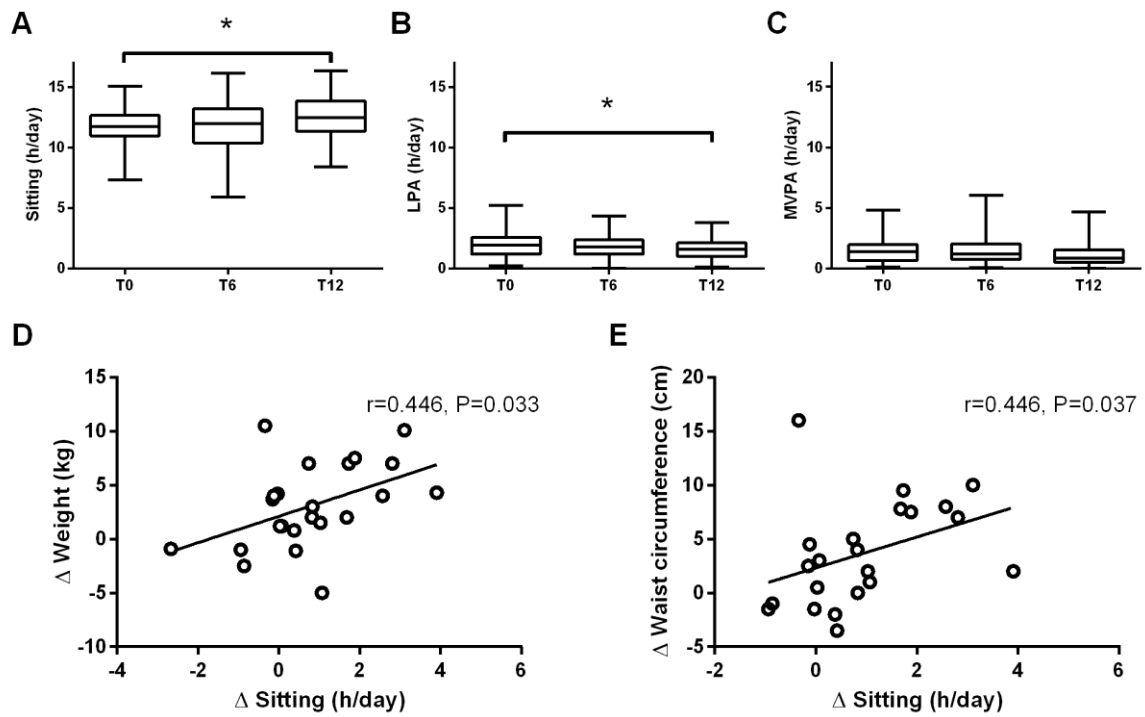 A
*
Sitting (h/day)
15
10
5
0
T0
T6
T12
B
*
LPA (h/day)
15
10
5
0
T0
T6
T12
C
MVPA (h/day)
15
10
5
0
T0
T6
T12
D
r=0.446, P=0.033
Δ Weight (kg)
15
10
5
0
-5
-10
-4
-2
0
2
4
6
Δ Sitting (h/day)
E
r=0.446, P=0.037
Δ Waist circumference (cm)
20
15
10
5
0
-5
-2
0
2
4
6
Δ Sitting (h/day)